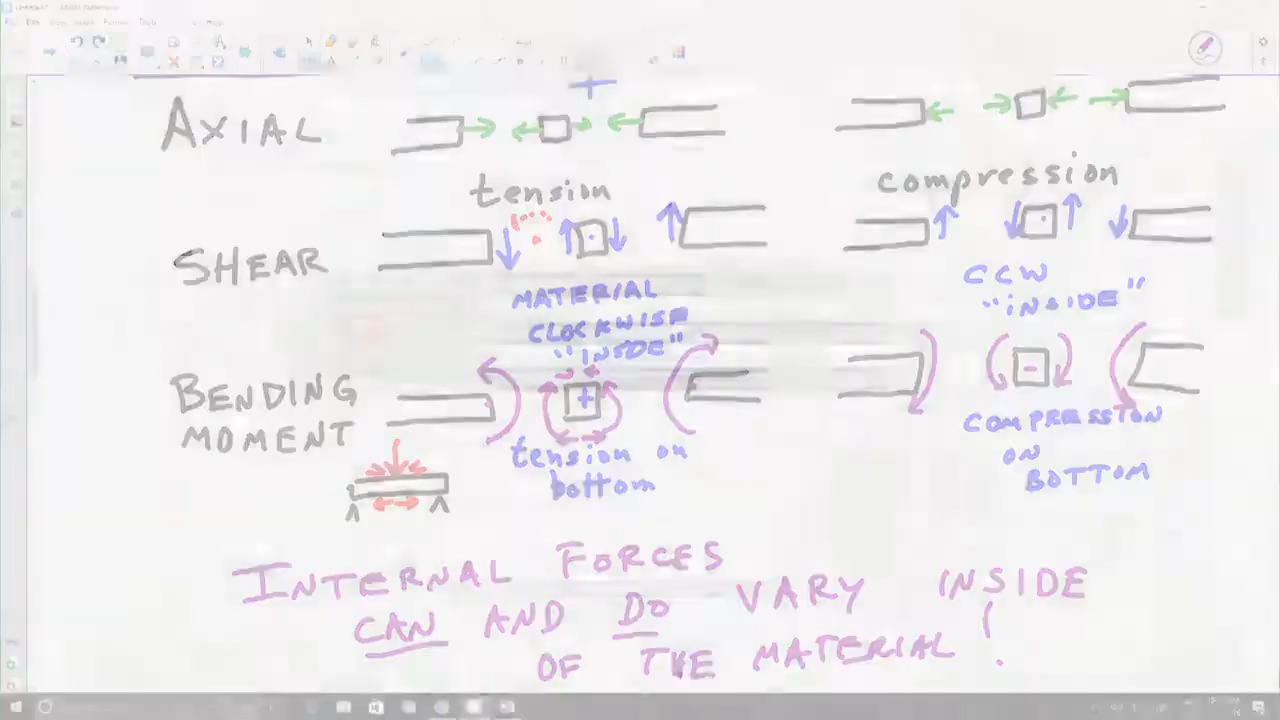 AXIAL
+
tension
compression
SHEAR
MATERIAL
CLOCKWISE
"INSIDE"
CCW
"INSIDE"
BENDING
MOMENT
+
-
tension on
bottom
COMPRESSION
ON
BOTTOM
INTERNAL FORCES
CAN AND DO VARY INSIDE
OF THE MATERIAL!